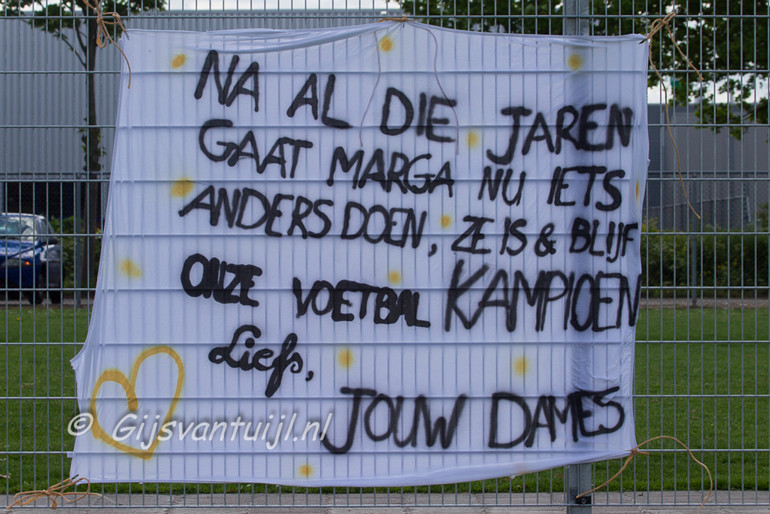 NA AL DIE JAREN
GAAT MARGA NU IETS
ANDERS DOEN, ZE IS & BLIJF
ONZE VOETBAL KAMPIOEN
Liefs,
JOUW DAMES
© Gijsvantuijl.nl